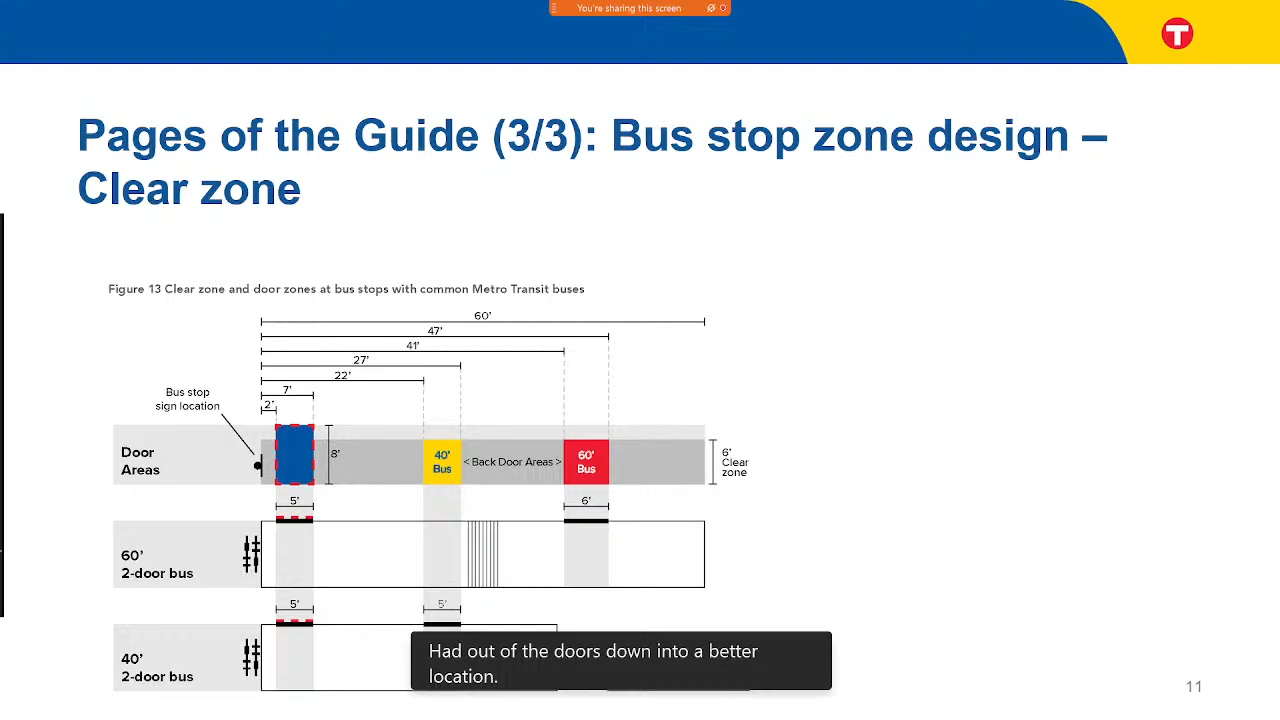 You're sharing this screen
T
Pages of the Guide (3/3): Bus stop zone design –
Clear zone
Figure 13 Clear zone and door zones at bus stops with common Metro Transit buses
60'
47'
41'
27'
22'
7'
2'
Bus stop
sign location
Door
Areas
8'
40'
Bus
< Back Door Areas >
60'
Bus
6'
Clear
zone
5'
6'
60'
2-door bus
5'
5'
40'
2-door bus
Had out of the doors down into a better
location.
11